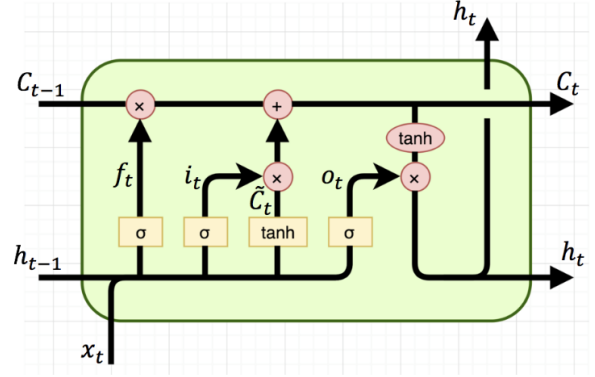 h_t
C_{t-1} × + C_t
tanh
f_t i_t × o_t ×
C̃_t
σ σ tanh σ
h_{t-1} h_t
x_t